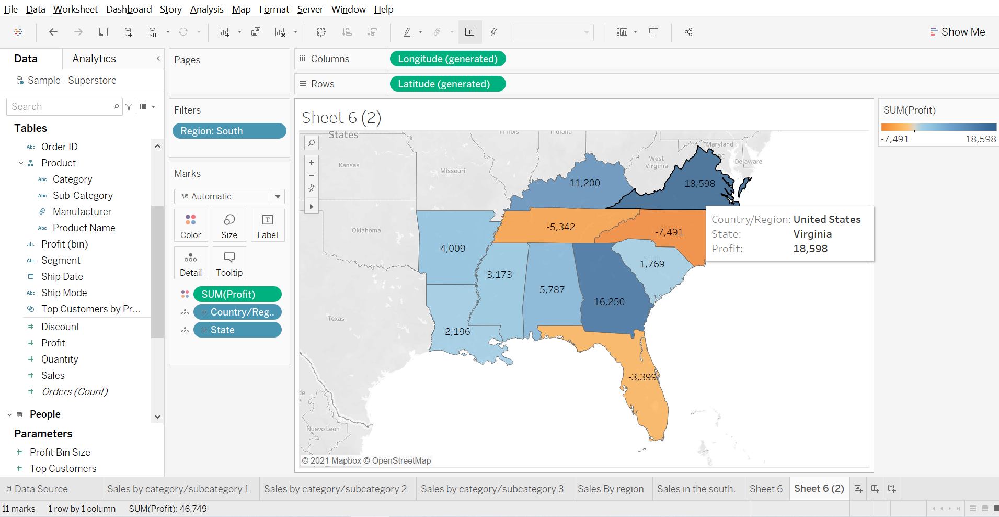 File Data Worksheet Dashboard Story Analysis Map Format Server Window Help
Show Me
Data Analytics
Sample - Superstore
Search
Tables
Abc Order ID
Product
Abc Category
Abc Sub-Category
Manufacturer
Abc Product Name
Profit (bin)
Abc Segment
Ship Date
Abc Ship Mode
Top Customers by Pr...
# Discount
# Profit
# Quantity
# Sales
# Orders (Count)
People
Parameters
# Profit Bin Size
# Top Customers
Pages
Filters
Region: South
Marks
Automatic
Color Size Label
Detail Tooltip
SUM(Profit)
Country/Reg..
State
Columns Longitude (generated)
Rows Latitude (generated)
Sheet 6 (2)
States
Illinois
Indiana
Maryland
DC
Delaware
West
Virginia
Kansas
Missouri
Oklahoma
Texas
Nuevo León
11,200
18,598
-5,342
-7,491
4,009
3,173
5,787
16,250
1,769
2,196
-3,399
Country/Region: United States
State: Virginia
Profit: 18,598
© 2021 Mapbox © OpenStreetMap
SUM(Profit)
-7,491 18,598
Data Source Sales by category/subcategory 1 Sales by category/subcategory 2 Sales by category/subcategory 3 Sales By region Sales in the south. Sheet 6 Sheet 6 (2)
11 marks 1 row by 1 column SUM(Profit): 46,749